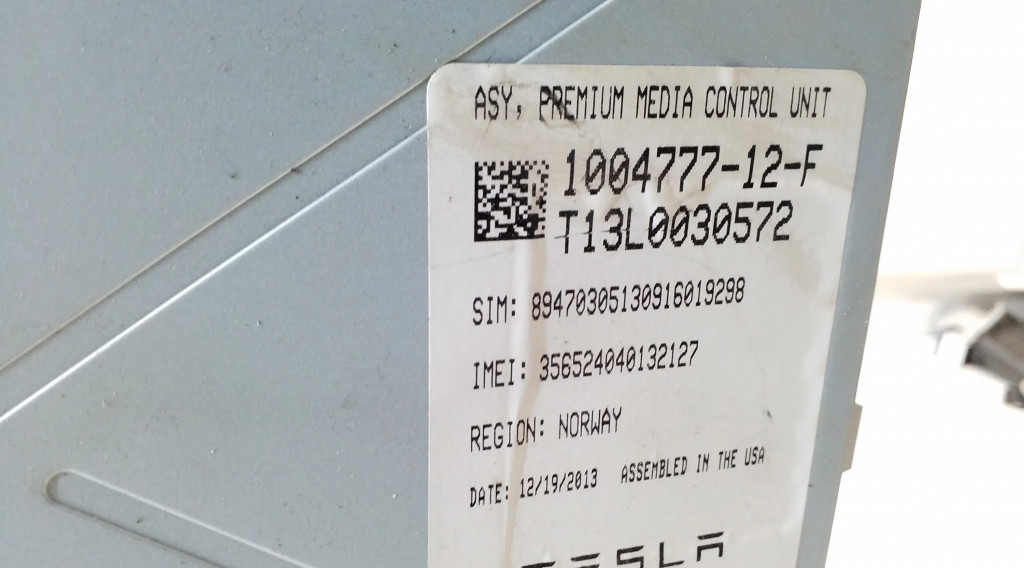 ASY, PREMIUM MEDIA CONTROL UNIT
1004777-12-F
T13L0030572
SIM: 89470305130916019298
IMEI: 356524040132127
REGION: NORWAY
DATE: 12/19/2013 ASSEMBLED IN THE USA
TESLA